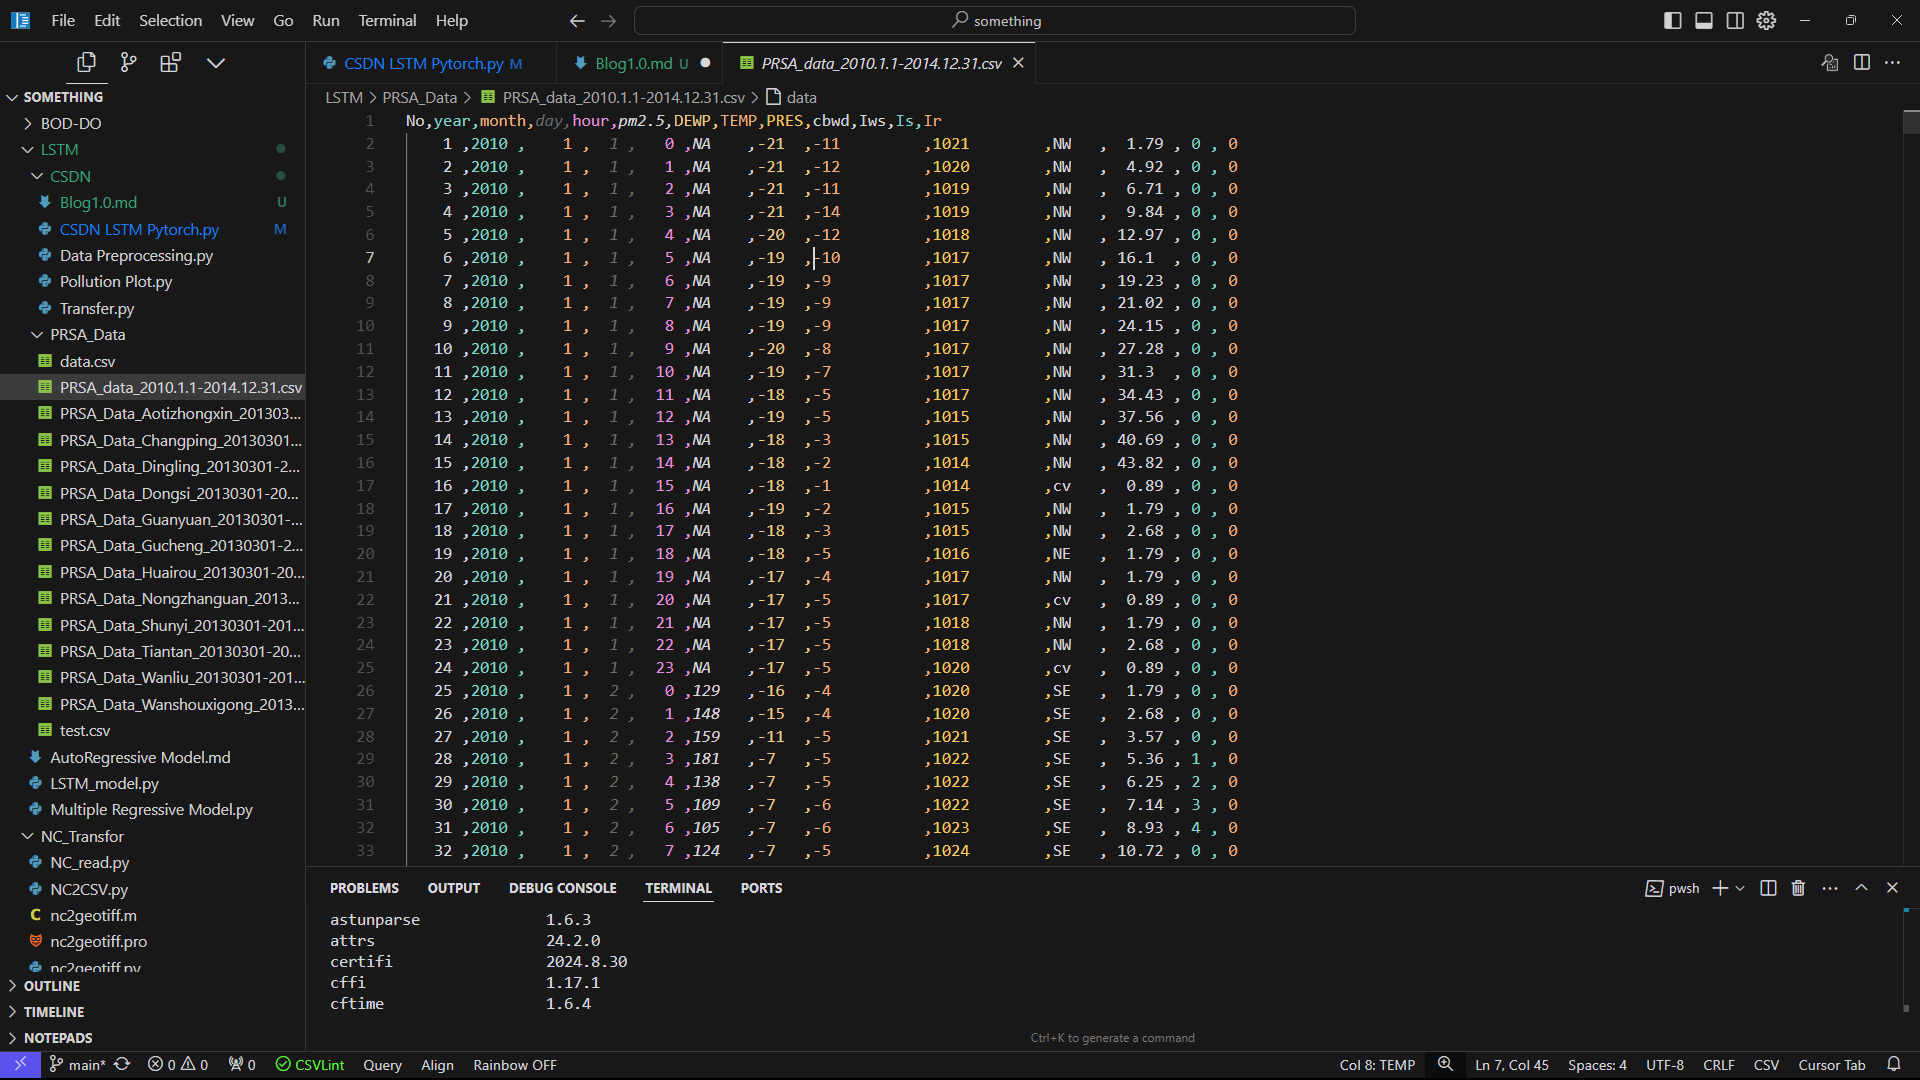 File Edit Selection View Go Run Terminal Help
something
SOMETHING
BOD-DO
LSTM
CSDN
Blog1.0.md U
CSDN LSTM Pytorch.py M
Data Preprocessing.py
Pollution Plot.py
Transfer.py
PRSA_Data
data.csv
PRSA_data_2010.1.1-2014.12.31.csv
PRSA_Data_Aotizhongxin_201303...
PRSA_Data_Changping_20130301...
PRSA_Data_Dingling_20130301-2...
PRSA_Data_Dongsi_20130301-20...
PRSA_Data_Guanyuan_20130301-...
PRSA_Data_Gucheng_20130301-2...
PRSA_Data_Huairou_20130301-20...
PRSA_Data_Nongzhanguan_2013...
PRSA_Data_Shunyi_20130301-201...
PRSA_Data_Tiantan_20130301-20...
PRSA_Data_Wanliu_20130301-201...
PRSA_Data_Wanshouxigong_2013...
test.csv
AutoRegressive Model.md
LSTM_model.py
Multiple Regressive Model.py
NC_Transfor
NC_read.py
NC2CSV.py
nc2geotiff.m
nc2geotiff.pro
nc2geotiff.py
OUTLINE
TIMELINE
NOTEPADS
CSDN LSTM Pytorch.py M Blog1.0.md U PRSA_data_2010.1.1-2014.12.31.csv
LSTM > PRSA_Data > PRSA_data_2010.1.1-2014.12.31.csv > data
1 No,year,month,day,hour,pm2.5,DEWP,TEMP,PRES,cbwd,Iws,Is,Ir
2 1 ,2010 , 1 , 1 , 0 ,NA ,-21 ,-11 ,1021 ,NW , 1.79 , 0 , 0
3 2 ,2010 , 1 , 1 , 1 ,NA ,-21 ,-12 ,1020 ,NW , 4.92 , 0 , 0
4 3 ,2010 , 1 , 1 , 2 ,NA ,-21 ,-11 ,1019 ,NW , 6.71 , 0 , 0
5 4 ,2010 , 1 , 1 , 3 ,NA ,-21 ,-14 ,1019 ,NW , 9.84 , 0 , 0
6 5 ,2010 , 1 , 1 , 4 ,NA ,-20 ,-12 ,1018 ,NW , 12.97 , 0 , 0
7 6 ,2010 , 1 , 1 , 5 ,NA ,-19 ,-10 ,1017 ,NW , 16.1 , 0 , 0
8 7 ,2010 , 1 , 1 , 6 ,NA ,-19 ,-9 ,1017 ,NW , 19.23 , 0 , 0
9 8 ,2010 , 1 , 1 , 7 ,NA ,-19 ,-9 ,1017 ,NW , 21.02 , 0 , 0
10 9 ,2010 , 1 , 1 , 8 ,NA ,-19 ,-9 ,1017 ,NW , 24.15 , 0 , 0
11 10 ,2010 , 1 , 1 , 9 ,NA ,-20 ,-8 ,1017 ,NW , 27.28 , 0 , 0
12 11 ,2010 , 1 , 1 , 10 ,NA ,-19 ,-7 ,1017 ,NW , 31.3 , 0 , 0
13 12 ,2010 , 1 , 1 , 11 ,NA ,-18 ,-5 ,1017 ,NW , 34.43 , 0 , 0
14 13 ,2010 , 1 , 1 , 12 ,NA ,-19 ,-5 ,1015 ,NW , 37.56 , 0 , 0
15 14 ,2010 , 1 , 1 , 13 ,NA ,-18 ,-3 ,1015 ,NW , 40.69 , 0 , 0
16 15 ,2010 , 1 , 1 , 14 ,NA ,-18 ,-2 ,1014 ,NW , 43.82 , 0 , 0
17 16 ,2010 , 1 , 1 , 15 ,NA ,-18 ,-1 ,1014 ,cv , 0.89 , 0 , 0
18 17 ,2010 , 1 , 1 , 16 ,NA ,-19 ,-2 ,1015 ,NW , 1.79 , 0 , 0
19 18 ,2010 , 1 , 1 , 17 ,NA ,-18 ,-3 ,1015 ,NW , 2.68 , 0 , 0
20 19 ,2010 , 1 , 1 , 18 ,NA ,-18 ,-5 ,1016 ,NE , 1.79 , 0 , 0
21 20 ,2010 , 1 , 1 , 19 ,NA ,-17 ,-4 ,1017 ,NW , 1.79 , 0 , 0
22 21 ,2010 , 1 , 1 , 20 ,NA ,-17 ,-5 ,1017 ,cv , 0.89 , 0 , 0
23 22 ,2010 , 1 , 1 , 21 ,NA ,-17 ,-5 ,1018 ,NW , 1.79 , 0 , 0
24 23 ,2010 , 1 , 1 , 22 ,NA ,-17 ,-5 ,1018 ,NW , 2.68 , 0 , 0
25 24 ,2010 , 1 , 1 , 23 ,NA ,-17 ,-5 ,1020 ,cv , 0.89 , 0 , 0
26 25 ,2010 , 1 , 2 , 0 ,129 ,-16 ,-4 ,1020 ,SE , 1.79 , 0 , 0
27 26 ,2010 , 1 , 2 , 1 ,148 ,-15 ,-4 ,1020 ,SE , 2.68 , 0 , 0
28 27 ,2010 , 1 , 2 , 2 ,159 ,-11 ,-5 ,1021 ,SE , 3.57 , 0 , 0
29 28 ,2010 , 1 , 2 , 3 ,181 ,-7 ,-5 ,1022 ,SE , 5.36 , 1 , 0
30 29 ,2010 , 1 , 2 , 4 ,138 ,-7 ,-5 ,1022 ,SE , 6.25 , 2 , 0
31 30 ,2010 , 1 , 2 , 5 ,109 ,-7 ,-6 ,1022 ,SE , 7.14 , 3 , 0
32 31 ,2010 , 1 , 2 , 6 ,105 ,-7 ,-6 ,1023 ,SE , 8.93 , 4 , 0
33 32 ,2010 , 1 , 2 , 7 ,124 ,-7 ,-5 ,1024 ,SE , 10.72 , 0 , 0
PROBLEMS OUTPUT DEBUG CONSOLE TERMINAL PORTS pwsh
astunparse 1.6.3
attrs 24.2.0
certifi 2024.8.30
cffi 1.17.1
cftime 1.6.4
Ctrl+K to generate a command
main* 0 0 0 CSVLint Query Align Rainbow OFF Col 8: TEMP Ln 7, Col 45 Spaces: 4 UTF-8 CRLF CSV Cursor Tab